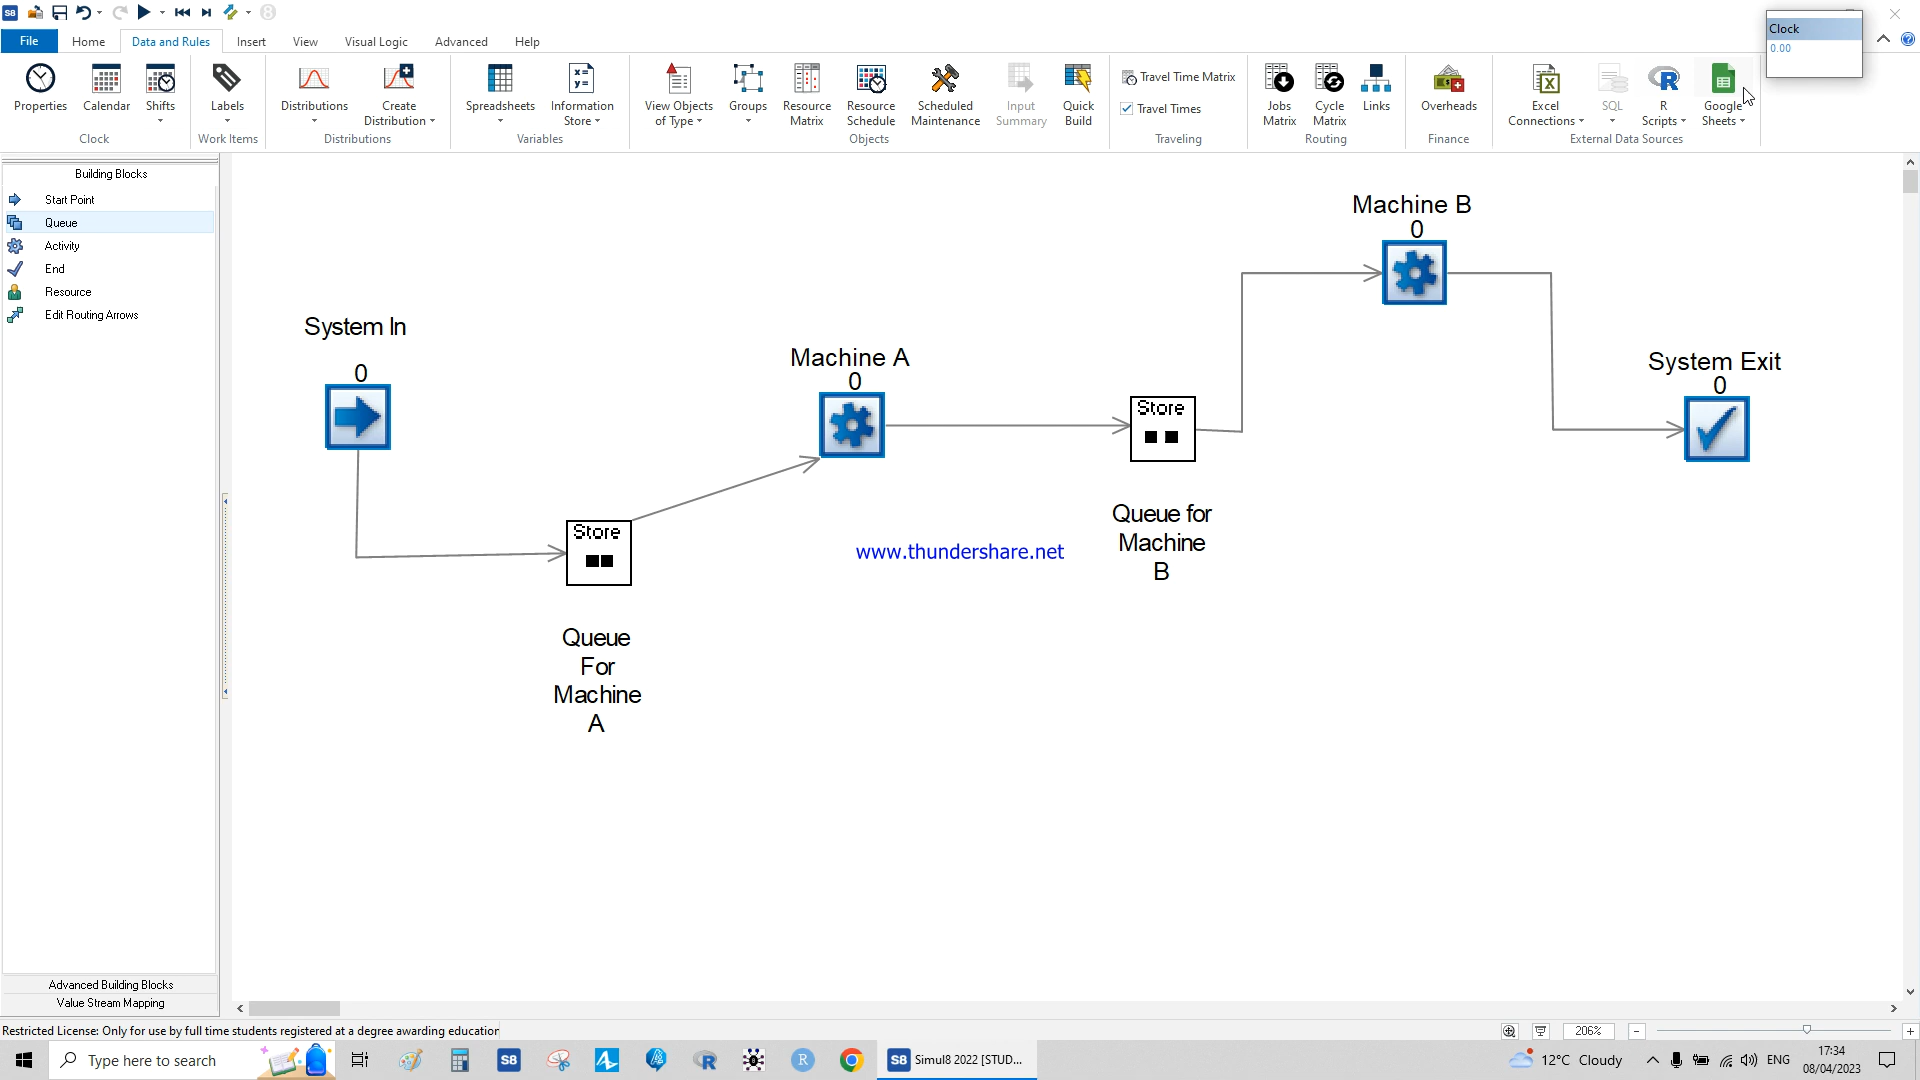 S8
8
Clock
0.00
File Home Data and Rules Insert View Visual Logic Advanced Help
Properties Calendar Shifts Labels Distributions Create Distribution Spreadsheets Information Store View Objects of Type Groups Resource Matrix Resource Schedule Scheduled Maintenance Input Summary Quick Build
Travel Time Matrix
Travel Times
Jobs Matrix Cycle Matrix Links Overheads Excel Connections SQL R Scripts Google Sheets
Clock Work Items Distributions Variables Objects Traveling Routing Finance External Data Sources
Building Blocks
Start Point
Queue
Activity
End
Resource
Edit Routing Arrows
Advanced Building Blocks
Value Stream Mapping
System In
0
Store
Queue
For
Machine
A
Machine A
0
Store
Queue for
Machine
B
www.thundershare.net
Machine B
0
System Exit
0
Restricted License: Only for use by full time students registered at a degree awarding education
206%
Type here to search
S8 Simul8 2022 [STUD...
12°C Cloudy
ENG
17:34
08/04/2023